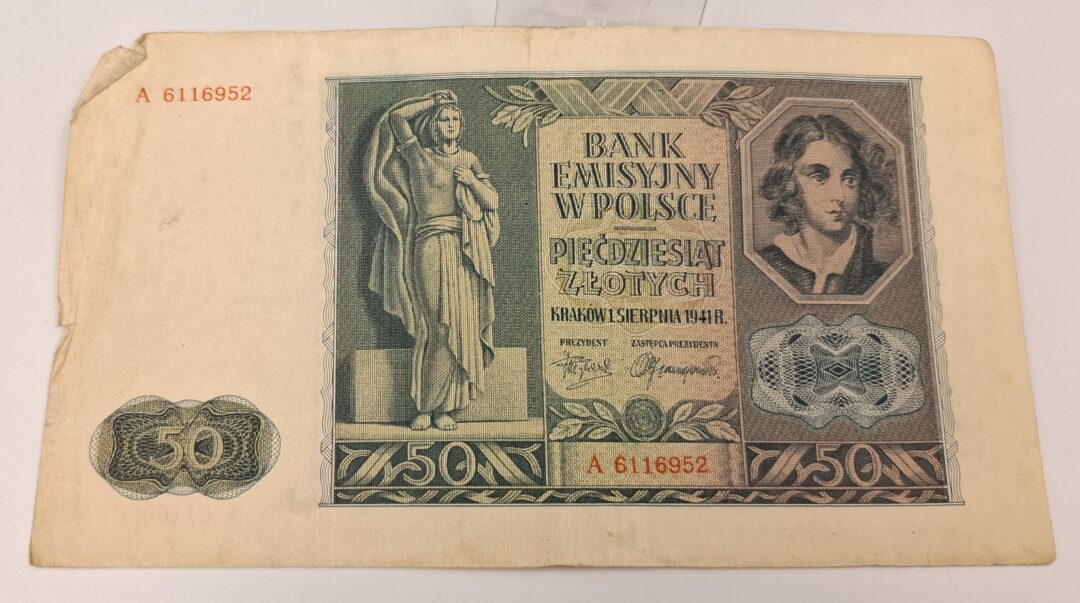 A 6116952
BANK
EMISYJNY
W POLSCE
PIĘĆDZIESIĄT
ZŁOTYCH
KRAKÓW 1. SIERPNIA 1941 R.
PREZYDENT ZASTĘPCA PREZYDENTA
50
50
A 6116952
50